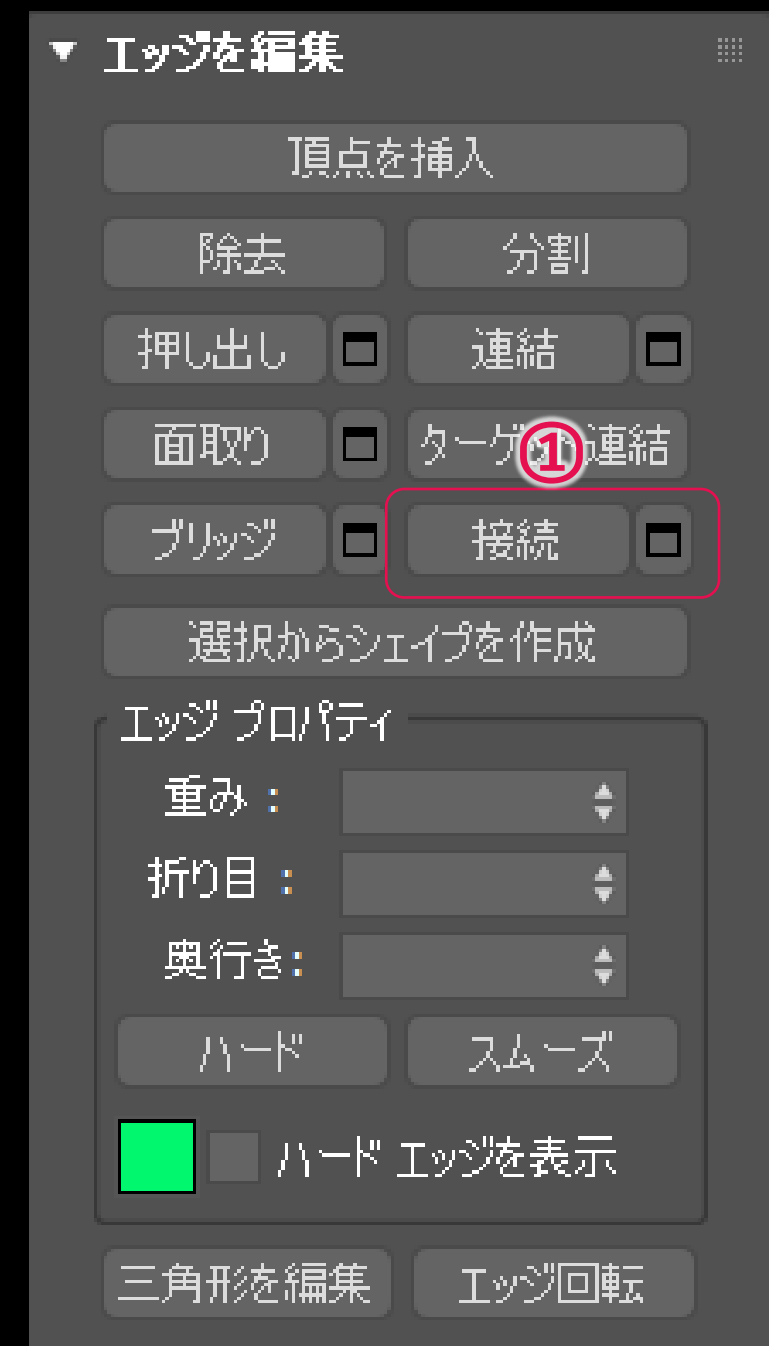 エッジを編集
頂点を挿入
除去 分割
押し出し 連結
面取り ターゲット連結
①
ブリッジ 接続
選択からシェイプを作成
エッジ プロパティ
重み：
折り目：
奥行き:
ハード スムーズ
ハード エッジを表示
三角形を編集 エッジ回転